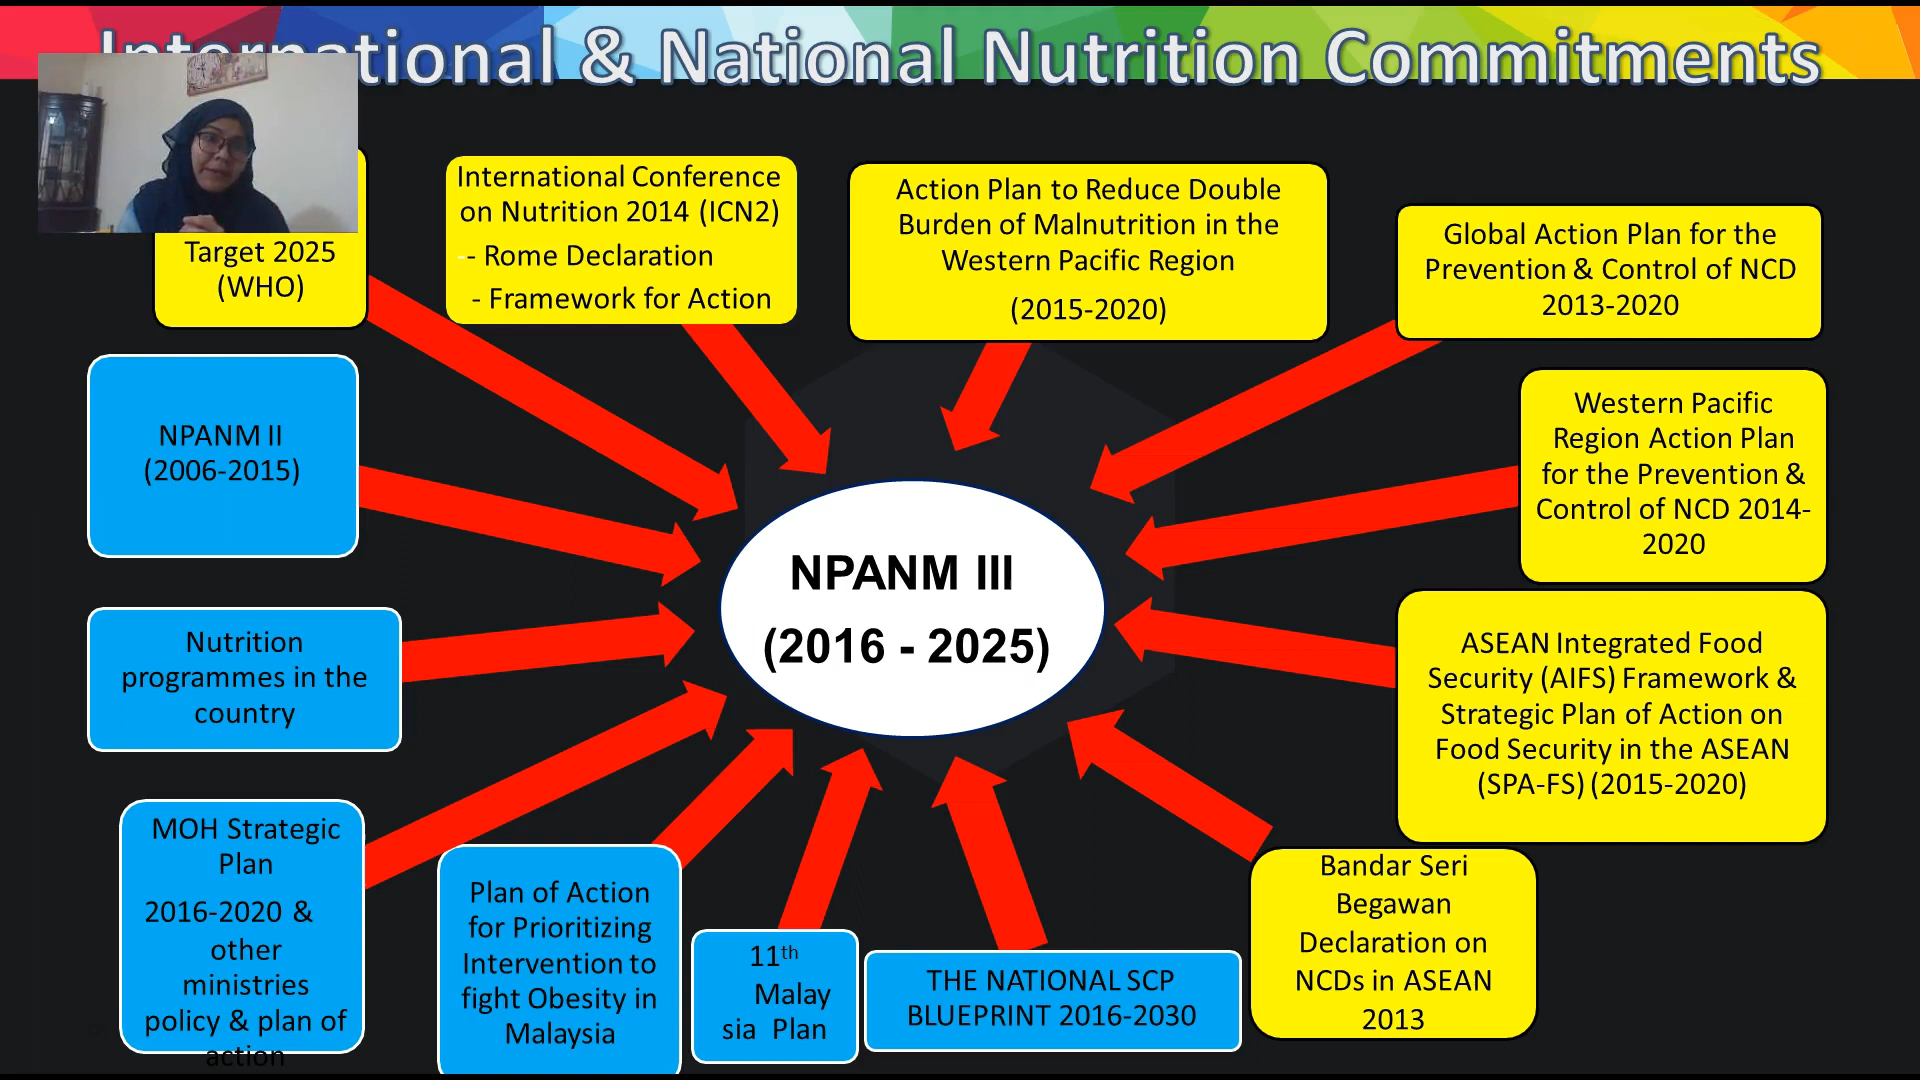 International & National Nutrition Commitments
Target 2025
(WHO)
International Conference
on Nutrition 2014 (ICN2)
-- Rome Declaration
- Framework for Action
Action Plan to Reduce Double
Burden of Malnutrition in the
Western Pacific Region
(2015-2020)
Global Action Plan for the
Prevention & Control of NCD
2013-2020
NPANM II
(2006-2015)
Western Pacific
Region Action Plan
for the Prevention &
Control of NCD 2014-
2020
NPANM III
(2016 - 2025)
Nutrition
programmes in the
country
ASEAN Integrated Food
Security (AIFS) Framework &
Strategic Plan of Action on
Food Security in the ASEAN
(SPA-FS) (2015-2020)
MOH Strategic
Plan
2016-2020 &
other
ministries
policy & plan of
action
Plan of Action
for Prioritizing
Intervention to
fight Obesity in
Malaysia
11th
Malay
sia Plan
THE NATIONAL SCP
BLUEPRINT 2016-2030
Bandar Seri
Begawan
Declaration on
NCDs in ASEAN
2013